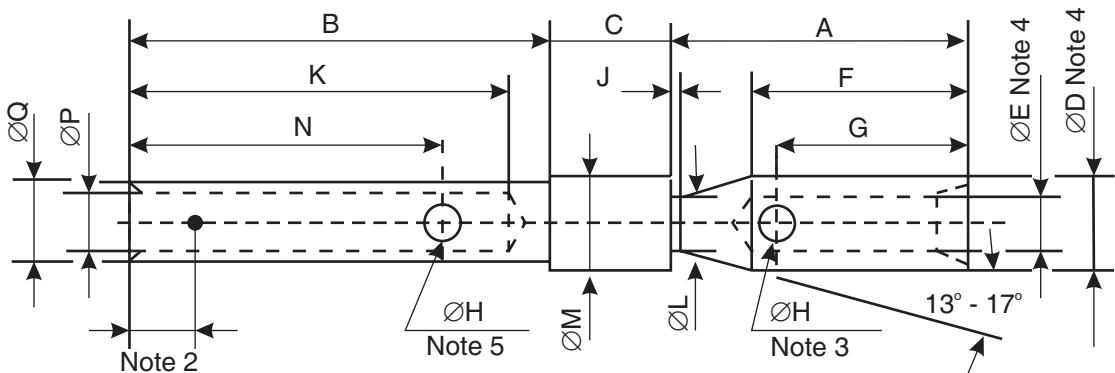 B
C
A
K
J
F
N
G
ØQ
ØP
ØE Note 4
ØD Note 4
ØH
Note 5
ØM
ØL
ØH
Note 3
13° - 17°
Note 2